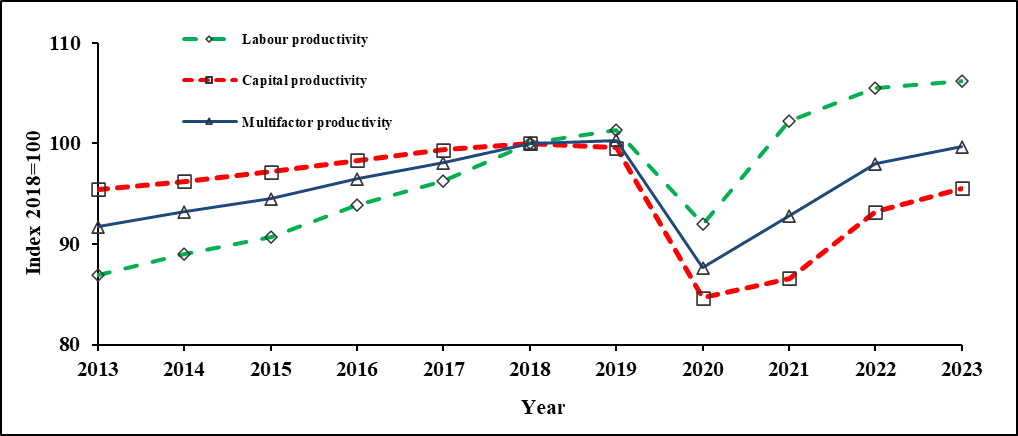 Labour productivity
Capital productivity
Multifactor productivity
Index 2018=100
110
100
90
80
2013 2014 2015 2016 2017 2018 2019 2020 2021 2022 2023
Year